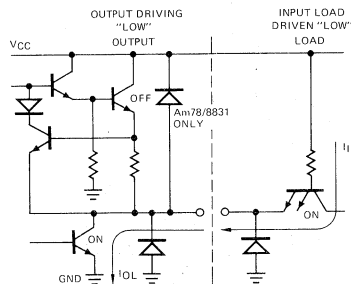 OUTPUT DRIVING
"LOW"
OUTPUT
INPUT LOAD
DRIVEN "LOW"
LOAD
VCC
OFF
Am78/8831
ONLY
II
ON
ON
GND
IOL